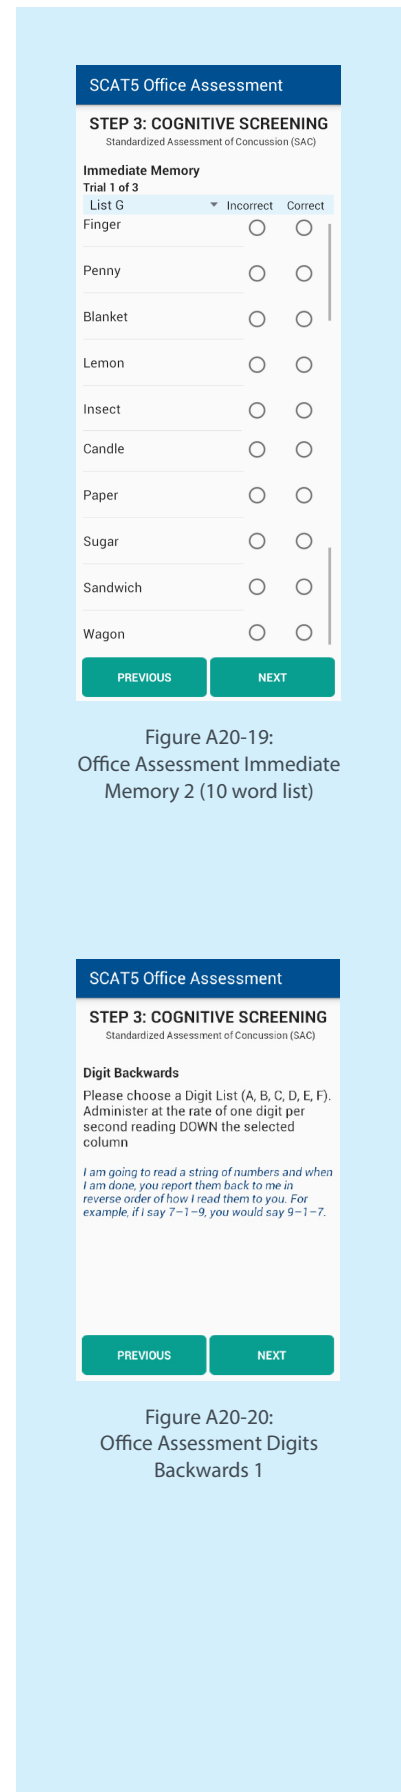 SCAT5 Office Assessment
STEP 3: COGNITIVE SCREENING
Standardized Assessment of Concussion (SAC)
Immediate Memory
Trial 1 of 3
List G Incorrect Correct
Finger
Penny
Blanket
Lemon
Insect
Candle
Paper
Sugar
Sandwich
Wagon
PREVIOUS NEXT
Figure A20-19:
Office Assessment Immediate
Memory 2 (10 word list)
SCAT5 Office Assessment
STEP 3: COGNITIVE SCREENING
Standardized Assessment of Concussion (SAC)
Digit Backwards
Please choose a Digit List (A, B, C, D, E, F).
Administer at the rate of one digit per
second reading DOWN the selected
column
I am going to read a string of numbers and when
I am done, you report them back to me in
reverse order of how I read them to you. For
example, if I say 7–1–9, you would say 9–1–7.
PREVIOUS NEXT
Figure A20-20:
Office Assessment Digits
Backwards 1